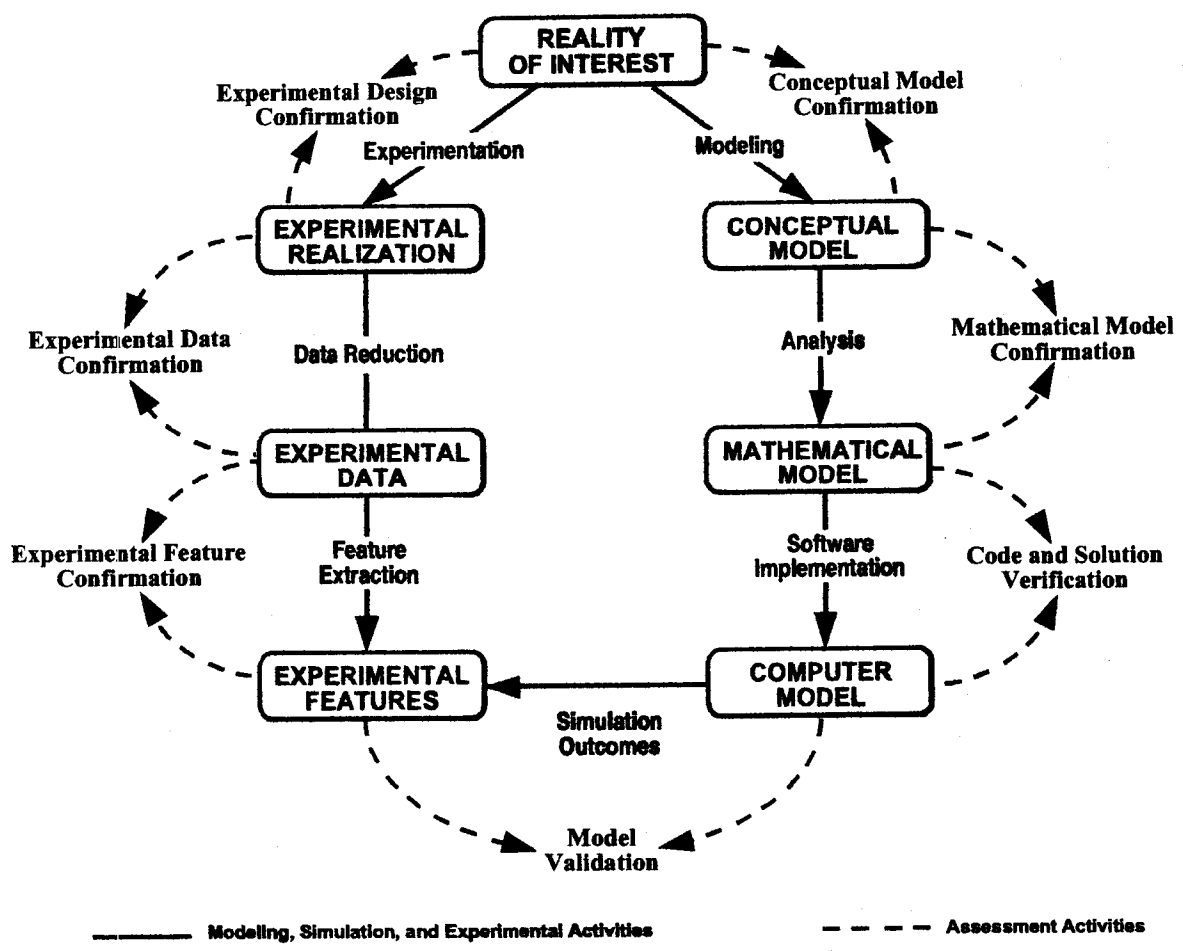 REALITY
OF INTEREST
Experimental Design
Confirmation
Conceptual Model
Confirmation
Experimentation
Modeling
EXPERIMENTAL
REALIZATION
CONCEPTUAL
MODEL
Experimental Data
Confirmation
Data Reduction
Analysis
Mathematical Model
Confirmation
EXPERIMENTAL
DATA
MATHEMATICAL
MODEL
Experimental Feature
Confirmation
Feature
Extraction
Software
Implementation
Code and Solution
Verification
EXPERIMENTAL
FEATURES
COMPUTER
MODEL
Simulation
Outcomes
Model
Validation
Modeling, Simulation, and Experimental Activities
Assessment Activities